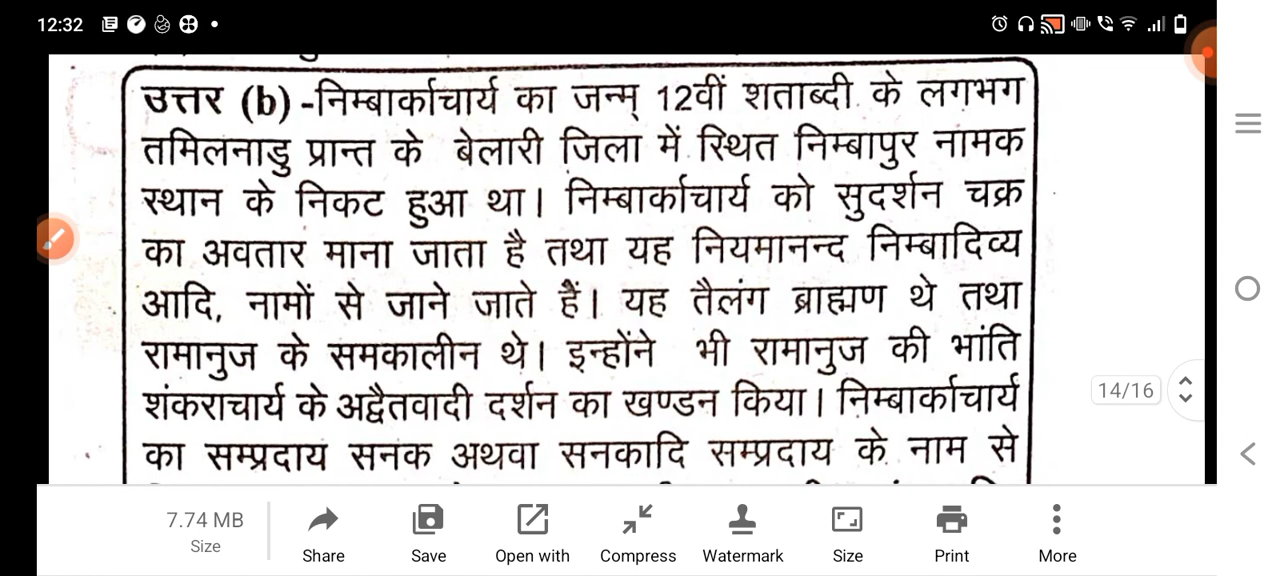 12:32
उत्तर (b) -निम्बार्काचार्य का जन्म् 12वीं शताब्दी के लगभग
तमिलनाडु प्रान्त के बेलारी जिला में स्थित निम्बापुर नामक
स्थान के निकट हुआ था। निम्बार्काचार्य को सुदर्शन चक्र
का अवतार माना जाता है तथा यह नियमानन्द निम्बादिव्य
आदि, नामों से जाने जाते हैं। यह तैलंग ब्राह्मण थे तथा
रामानुज के समकालीन थे। इन्होंने भी रामानुज की भांति
शंकराचार्य के अद्वैतवादी दर्शन का खण्डन किया। निम्बार्काचार्य
का सम्प्रदाय सनक अथवा सनकादि सम्प्रदाय के नाम से
14/16
7.74 MB
Size
Share
Save
Open with
Compress
Watermark
Size
Print
More